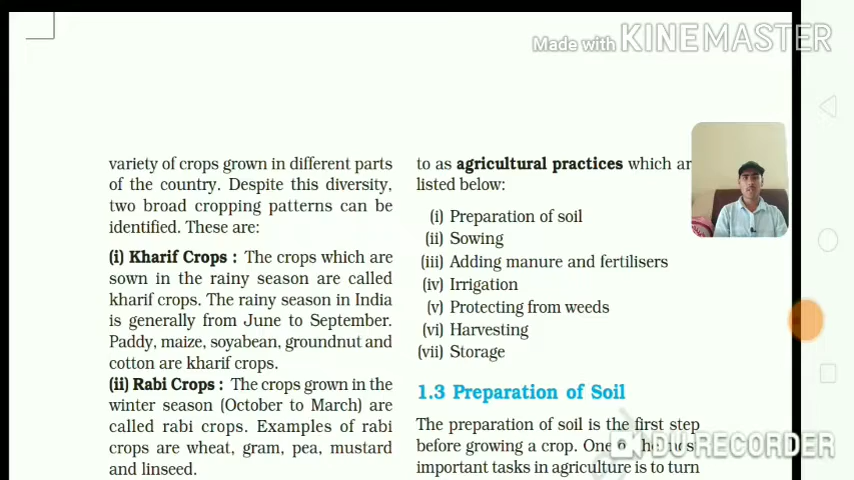 Made with KINEMASTER
variety of crops grown in different parts
of the country. Despite this diversity,
two broad cropping patterns can be
identified. These are:
(i) Kharif Crops : The crops which are
sown in the rainy season are called
kharif crops. The rainy season in India
is generally from June to September.
Paddy, maize, soyabean, groundnut and
cotton are kharif crops.
(ii) Rabi Crops : The crops grown in the
winter season (October to March) are
called rabi crops. Examples of rabi
crops are wheat, gram, pea, mustard
and linseed.
to as agricultural practices which
listed below:
(i) Preparation of soil
(ii) Sowing
(iii) Adding manure and fertilisers
(iv) Irrigation
(v) Protecting from weeds
(vi) Harvesting
(vii) Storage
1.3 Preparation of Soil
The preparation of soil is the first step
before growing a crop. One
important tasks in agriculture is to turn
DU RECORDER